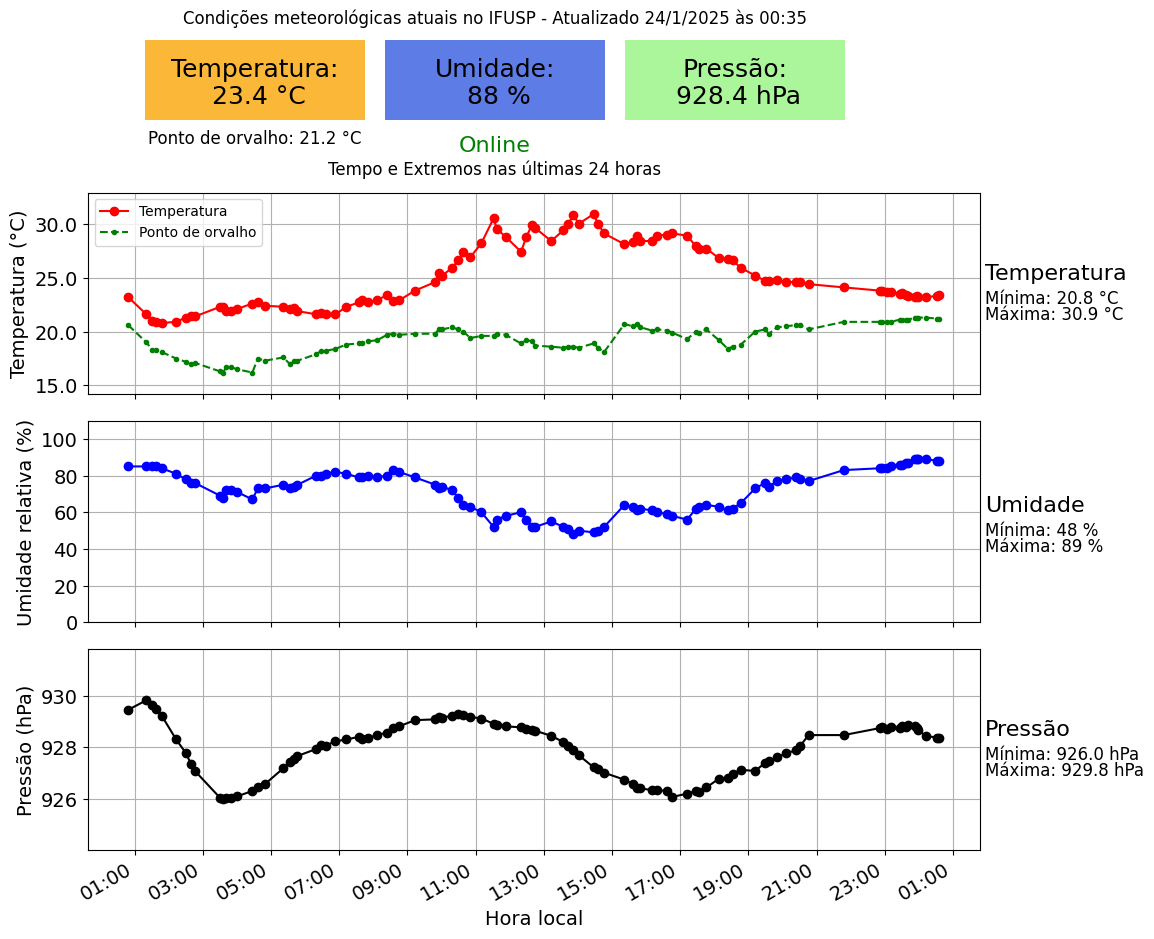 Condições meteorológicas atuais no IFUSP - Atualizado 24/1/2025 às 00:35
Temperatura:
23.4 °C
Umidade:
88 %
Pressão:
928.4 hPa
Ponto de orvalho: 21.2 °C
Online
Tempo e Extremos nas últimas 24 horas
Temperatura (°C)
30.0
25.0
20.0
15.0
Temperatura
Ponto de orvalho
Temperatura
Mínima: 20.8 °C
Máxima: 30.9 °C
Umidade relativa (%)
100
80
60
40
20
0
Umidade
Mínima: 48 %
Máxima: 89 %
Pressão (hPa)
930
928
926
Pressão
Mínima: 926.0 hPa
Máxima: 929.8 hPa
01:00
03:00
05:00
07:00
09:00
11:00
13:00
15:00
17:00
19:00
21:00
23:00
01:00
Hora local